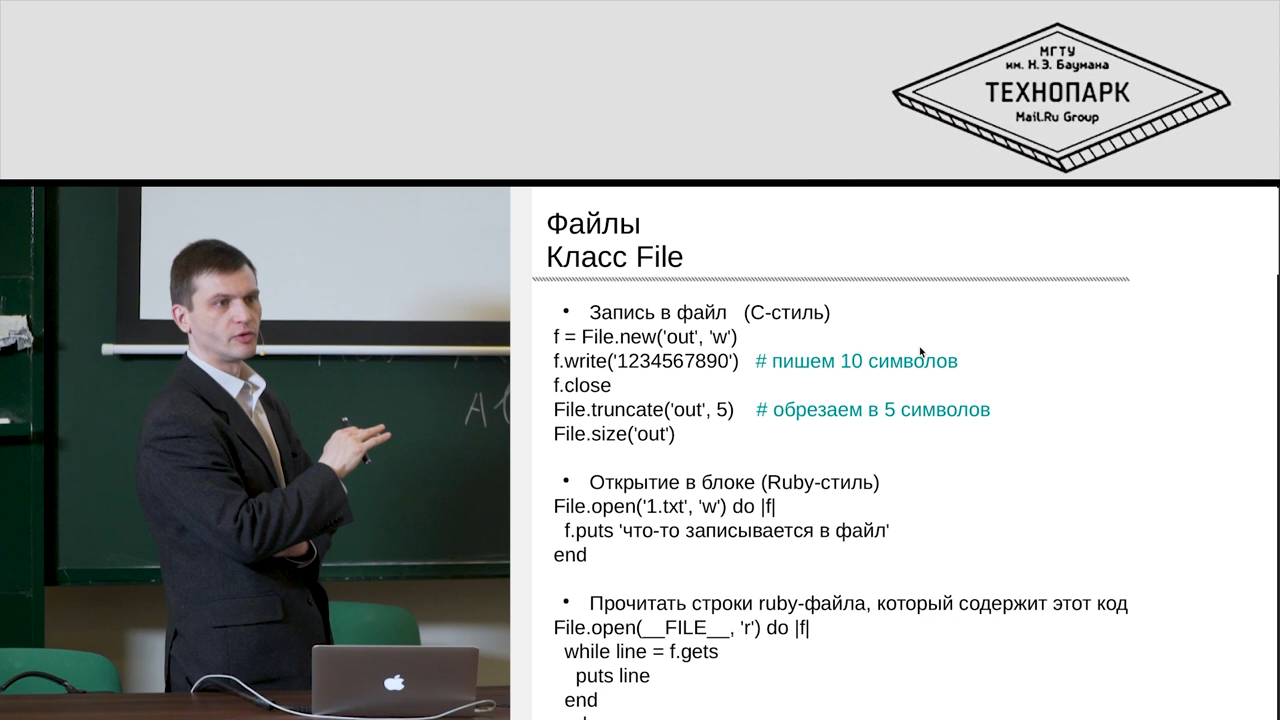 МГТУ
им. Н.Э. Баумана
ТЕХНОПАРК
Mail.Ru Group
Файлы
Класс File
• Запись в файл (С-стиль)
f = File.new('out', 'w')
f.write('1234567890') # пишем 10 символов
f.close
File.truncate('out', 5) # обрезаем в 5 символов
File.size('out')
• Открытие в блоке (Ruby-стиль)
File.open('1.txt', 'w') do |f|
f.puts 'что-то записывается в файл'
end
• Прочитать строки ruby-файла, который содержит этот код
File.open(__FILE__, 'r') do |f|
while line = f.gets
puts line
end